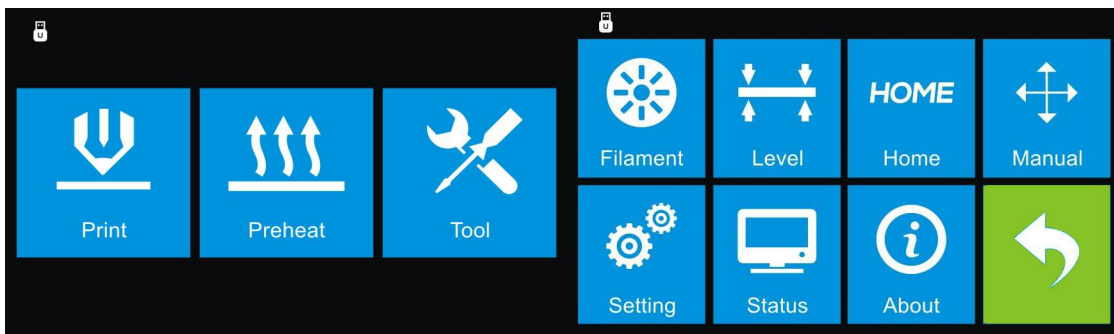 U
Print
Preheat
Tool
U
Filament
Level
HOME
Home
Manual
Setting
Status
i
About